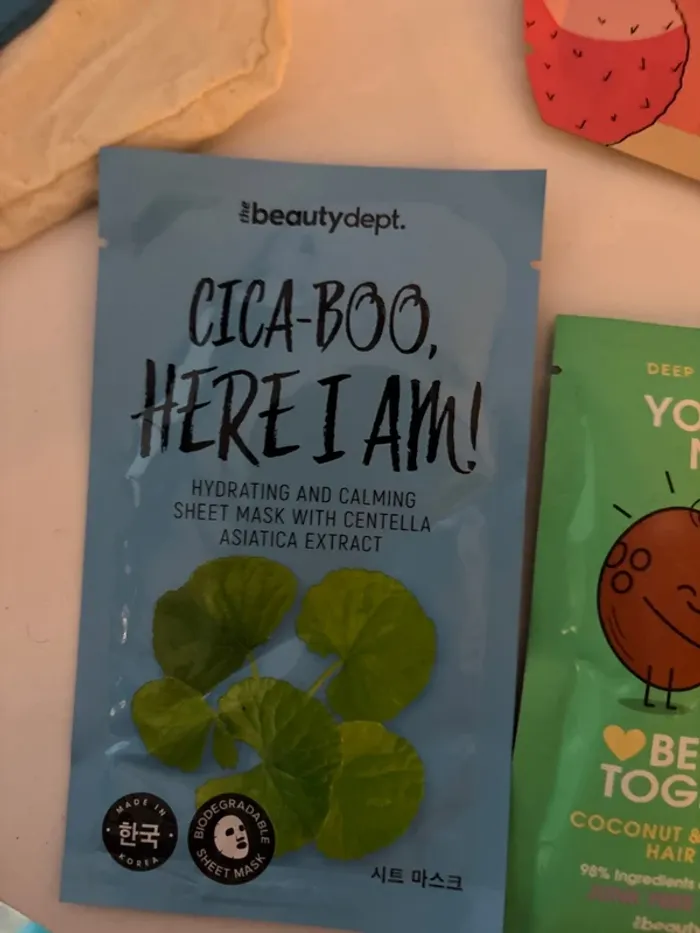 the beautydept.
CICA-BOO,
HERE I AM!
HYDRATING AND CALMING
SHEET MASK WITH CENTELLA
ASIATICA EXTRACT
MADE IN
한국
KOREA
BIODEGRADABLE
SHEET MASK
시트 마스크
DEEP
YO
N
BE
TOG
COCONUT &
HAIR
98% Ingredients